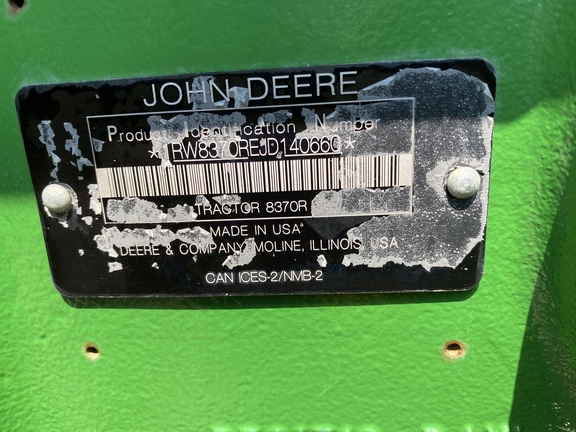 JOHN DEERE
Product Identification Number
*1RW8370REJD140660*
TRACTOR 8370R
MADE IN USA
DEERE & COMPANY MOLINE, ILLINOIS USA
CAN ICES-2/NMB-2